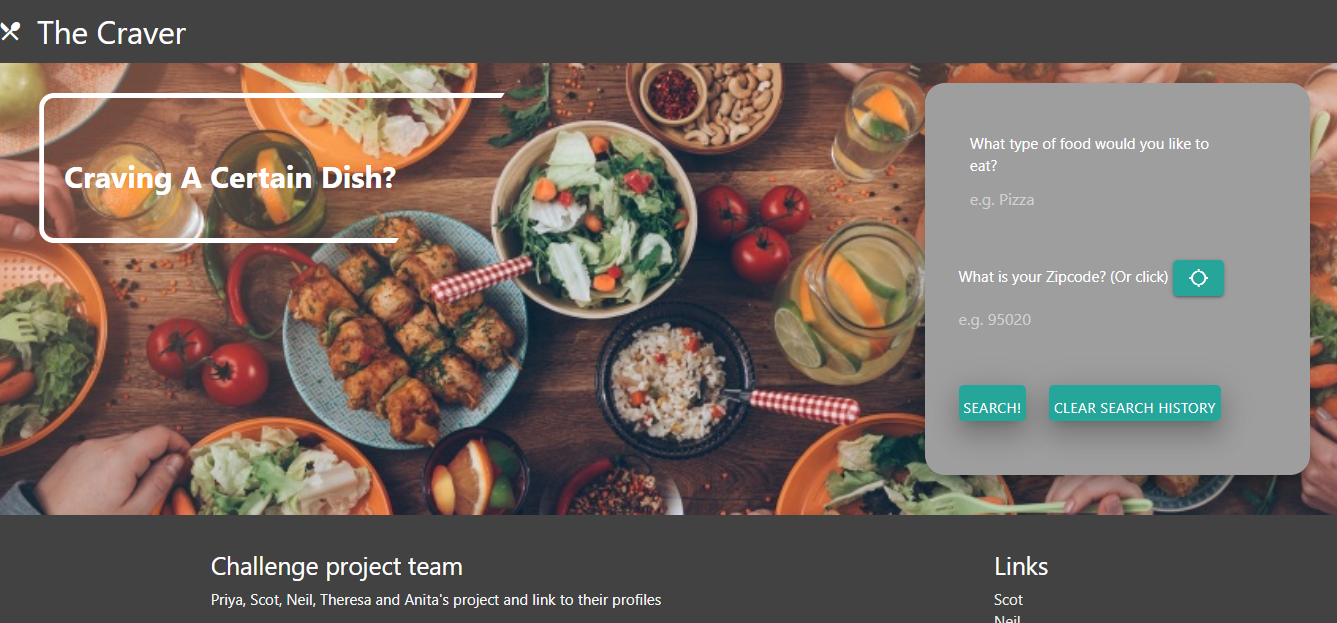 The Craver
Craving A Certain Dish?
What type of food would you like to
eat?
e.g. Pizza
What is your Zipcode? (Or click)
e.g. 95020
SEARCH!
CLEAR SEARCH HISTORY
Challenge project team
Priya, Scot, Neil, Theresa and Anita's project and link to their profiles
Links
Scot
Neil